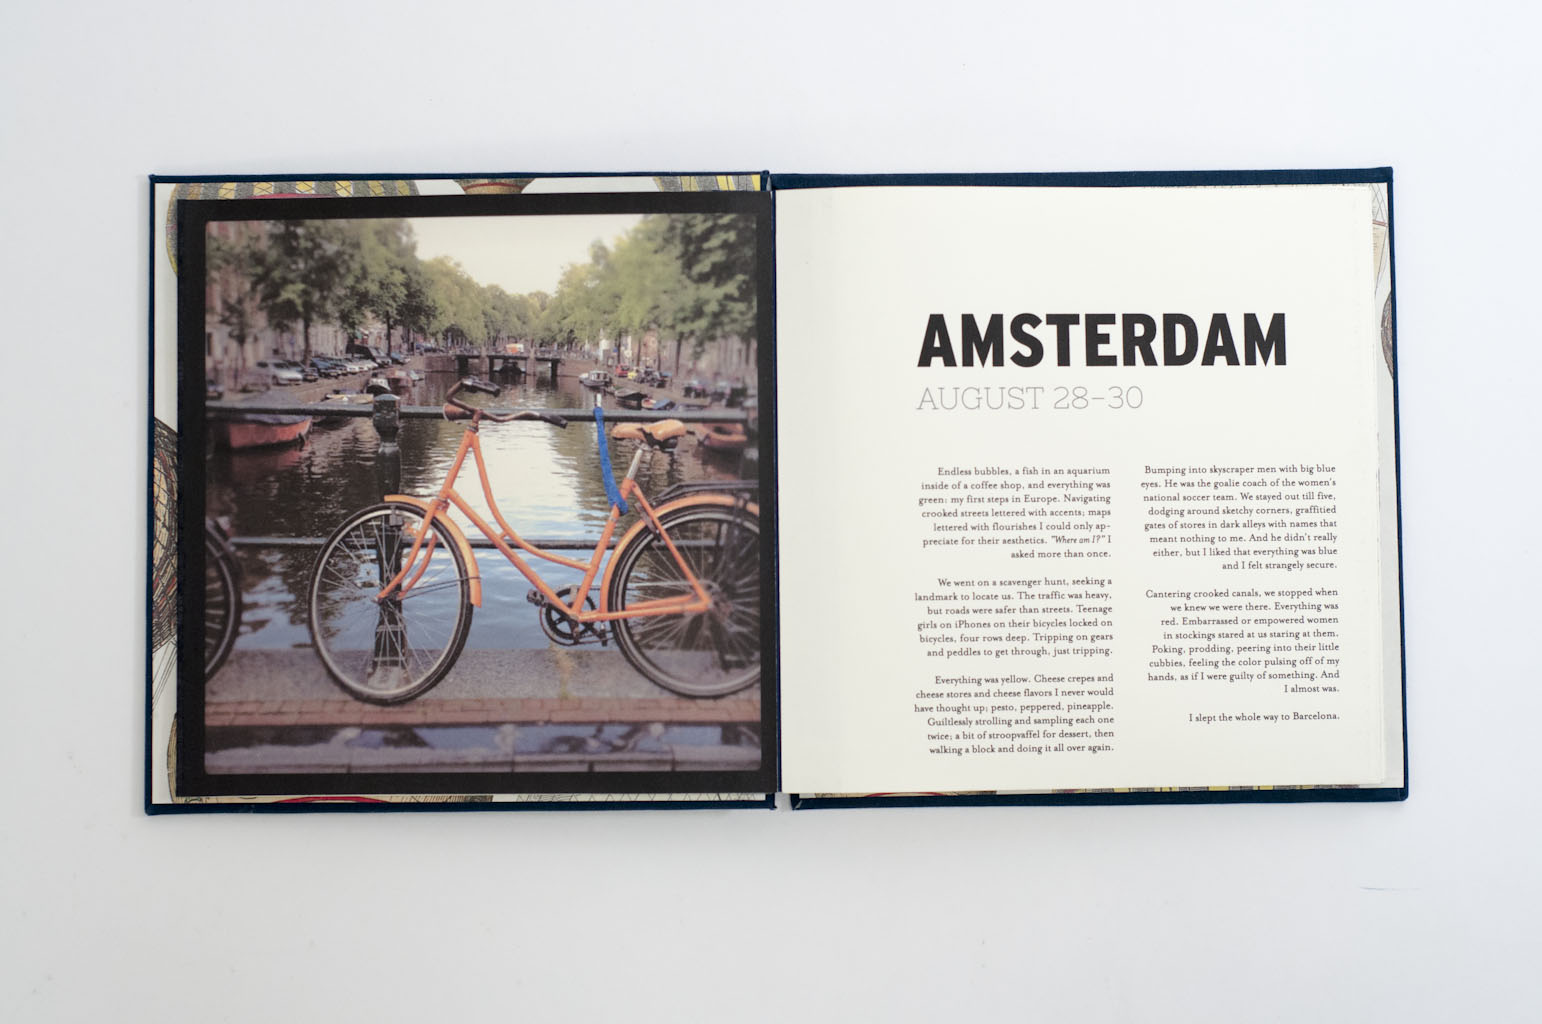 AMSTERDAM
AUGUST 28-30
Endless bubbles, a fish in an aquarium
inside of a coffee shop, and everything was
green: my first steps in Europe. Navigating
crooked streets lettered with accents; maps
lettered with flourishes I could only ap-
preciate for their aesthetics. "Where am I?" I
asked more than once.
We went on a scavenger hunt, seeking a
landmark to locate us. The traffic was heavy,
but roads were safer than streets. Teenage
girls on iPhones on their bicycles locked on
bicycles, four rows deep. Tripping on gears
and peddles to get through, just tripping.
Everything was yellow. Cheese crepes and
cheese stores and cheese flavors I never would
have thought up; pesto, peppered, pineapple.
Guiltlessly strolling and sampling each one
twice; a bit of stroopvaffel for dessert, then
walking a block and doing it all over again.
Bumping into skyscraper men with big blue
eyes. He was the goalie coach of the women's
national soccer team. We stayed out till five,
dodging around sketchy corners, graffitied
gates of stores in dark alleys with names that
meant nothing to me. And he didn't really
either, but I liked that everything was blue
and I felt strangely secure.
Cantering crooked canals, we stopped when
we knew we were there. Everything was
red. Embarrassed or empowered women
in stockings stared at us staring at them.
Poking, prodding, peering into their little
cubbies, feeling the color pulsing off of my
hands, as if I were guilty of something. And
I almost was.
I slept the whole way to Barcelona.